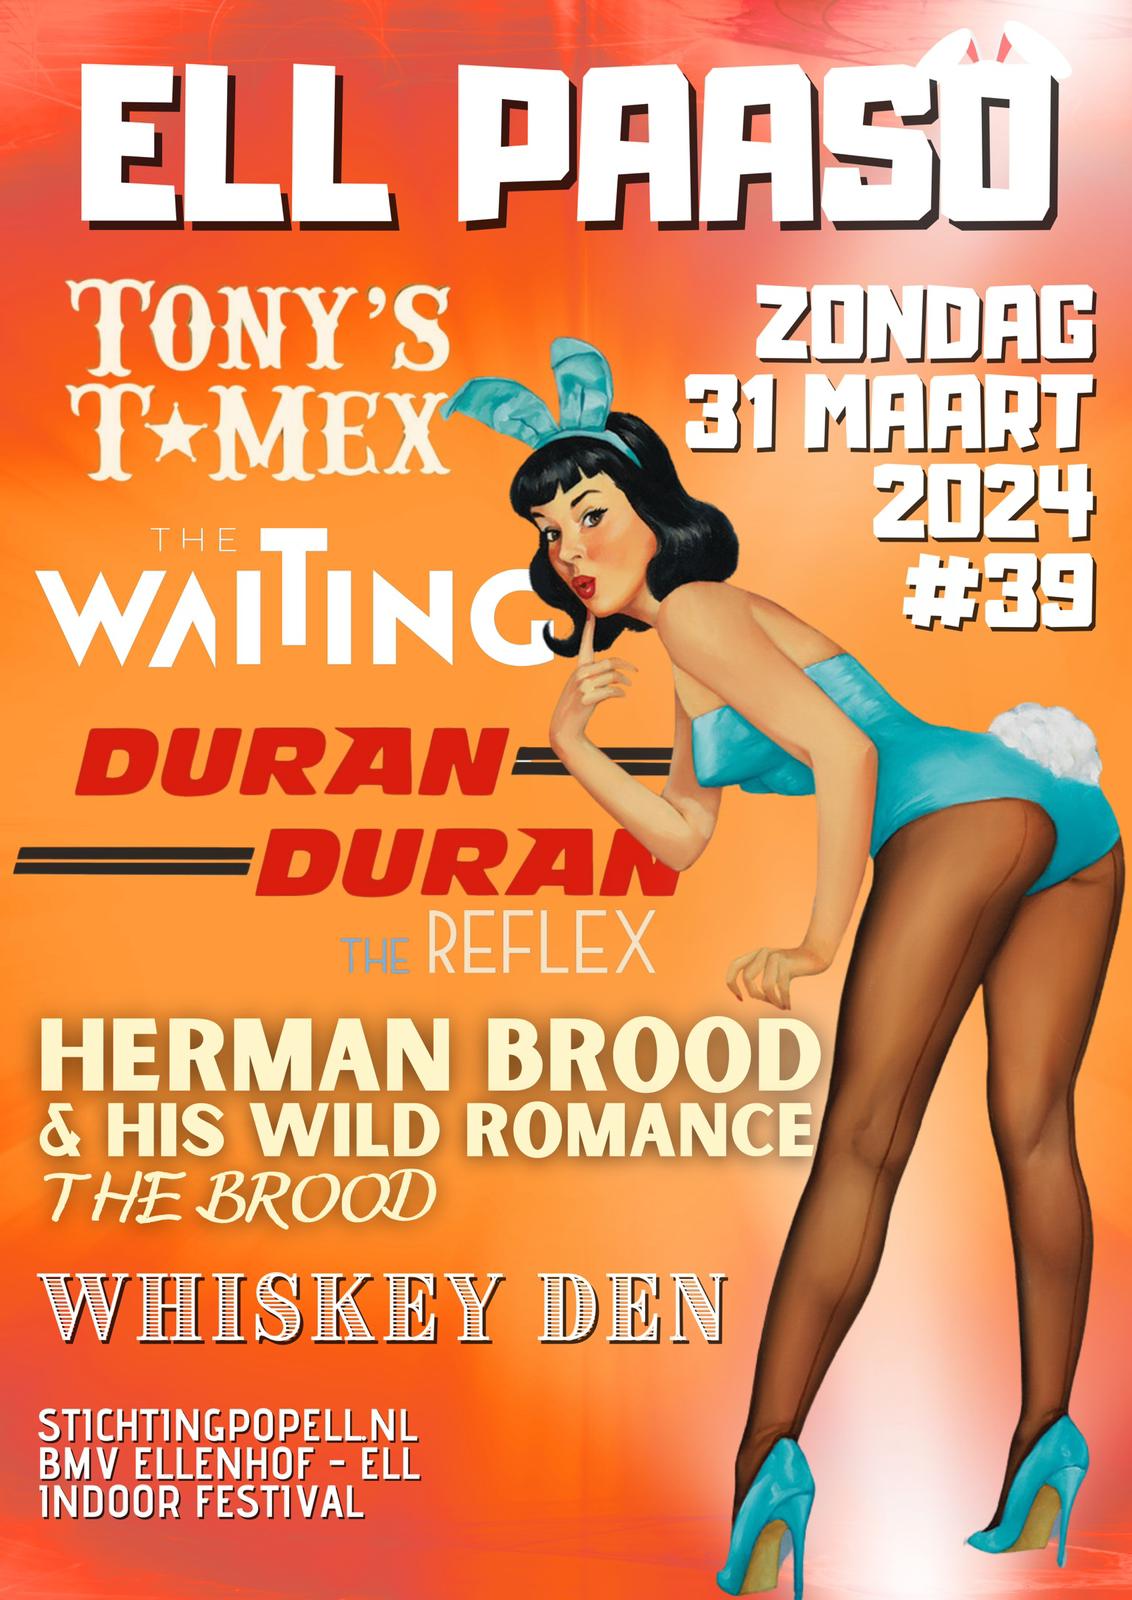 ELL PAASO
TONY'S
T★MEX
ZONDAG
31 MAART
2024
#39
THE
WAITING
DURAN
DURAN
THE REFLEX
HERMAN BROOD
& HIS WILD ROMANCE
THE BROOD
WHISKEY DEN
STICHTINGPOPELL.NL
BMV ELLENHOF - ELL
INDOOR FESTIVAL